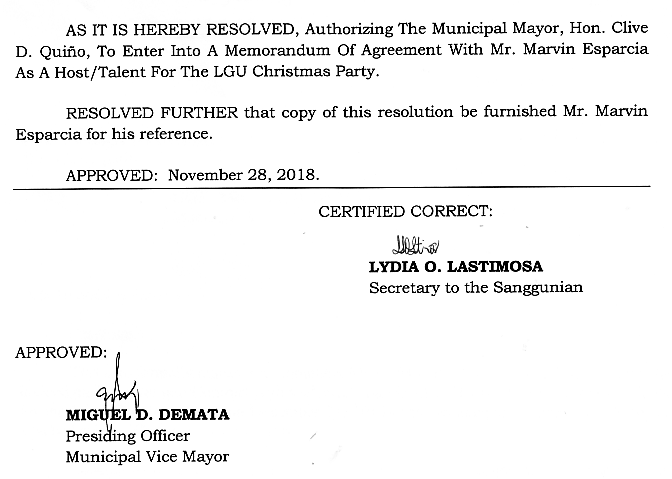 AS IT IS HEREBY RESOLVED, Authorizing The Municipal Mayor, Hon. Clive
D. Quiño, To Enter Into A Memorandum Of Agreement With Mr. Marvin Esparcia
As A Host/Talent For The LGU Christmas Party.
RESOLVED FURTHER that copy of this resolution be furnished Mr. Marvin
Esparcia for his reference.
APPROVED: November 28, 2018.
CERTIFIED CORRECT:
LYDIA O. LASTIMOSA
Secretary to the Sanggunian
APPROVED:
MIGUEL D. DEMATA
Presiding Officer
Municipal Vice Mayor